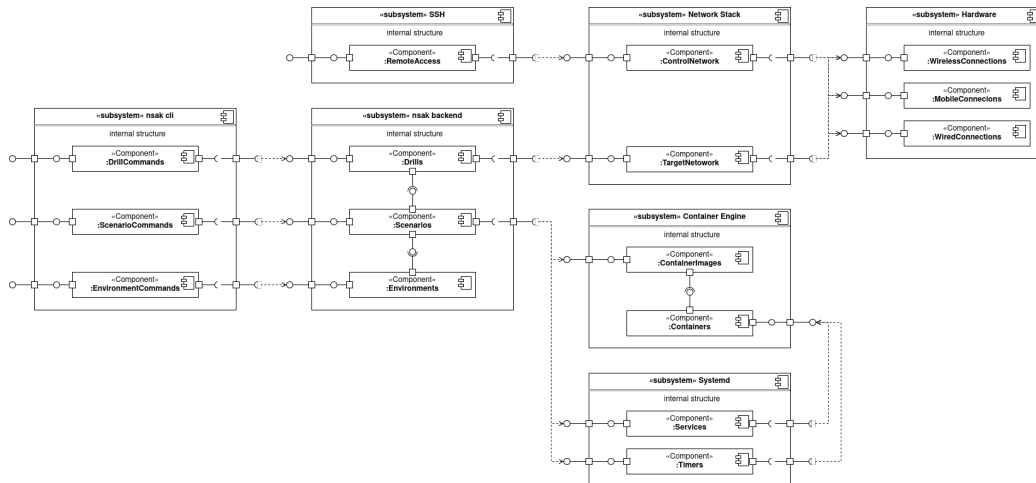 «subsystem» SSH
internal structure
«Component»
:RemoteAccess
«subsystem» Network Stack
internal structure
«Component»
:ControlNetwork
«Component»
:TargetNetowork
«subsystem» Hardware
internal structure
«Component»
:WirelessConnections
«Component»
:MobileConnecions
«Component»
:WiredConnections
«subsystem» nsak cli
internal structure
«Component»
:DrillCommands
«Component»
:ScenarioCommands
«Component»
:EnvironmentCommands
«subsystem» nsak backend
internal structure
«Component»
:Drills
«Component»
:Scenarios
«Component»
:Environments
«subsystem» Container Engine
internal structure
«Component»
:ContainerImages
«Component»
:Containers
«subsystem» Systemd
internal structure
«Component»
:Services
«Component»
:Timers